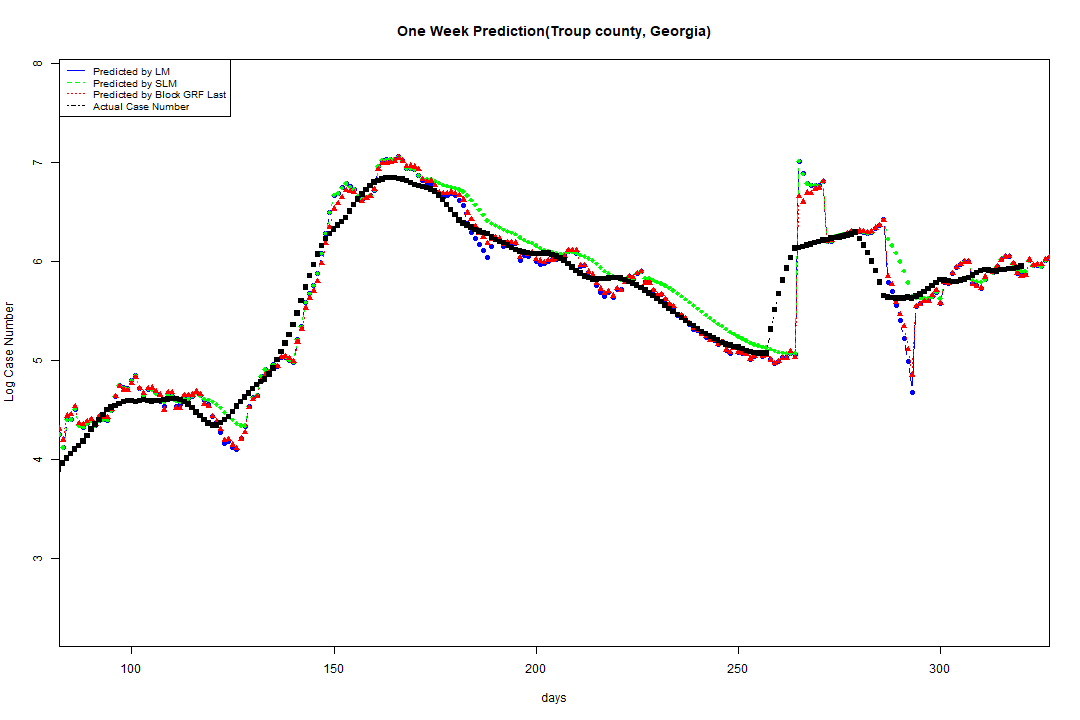 One Week Prediction(Troup county, Georgia)
Predicted by LM
Predicted by SLM
Predicted by Block GRF Last
Actual Case Number
8
7
6
5
4
3
Log Case Number
100 150 200 250 300
days